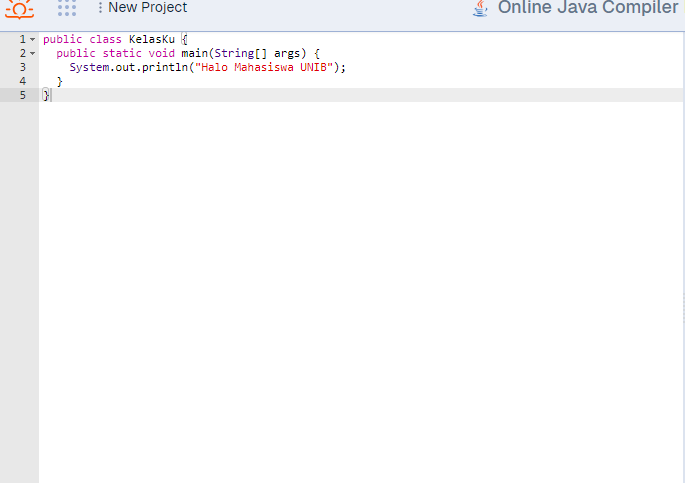 New Project
Online Java Compiler
1 public class KelasKu {
2   public static void main(String[] args) {
3     System.out.println("Halo Mahasiswa UNIB");
4   }
5 }